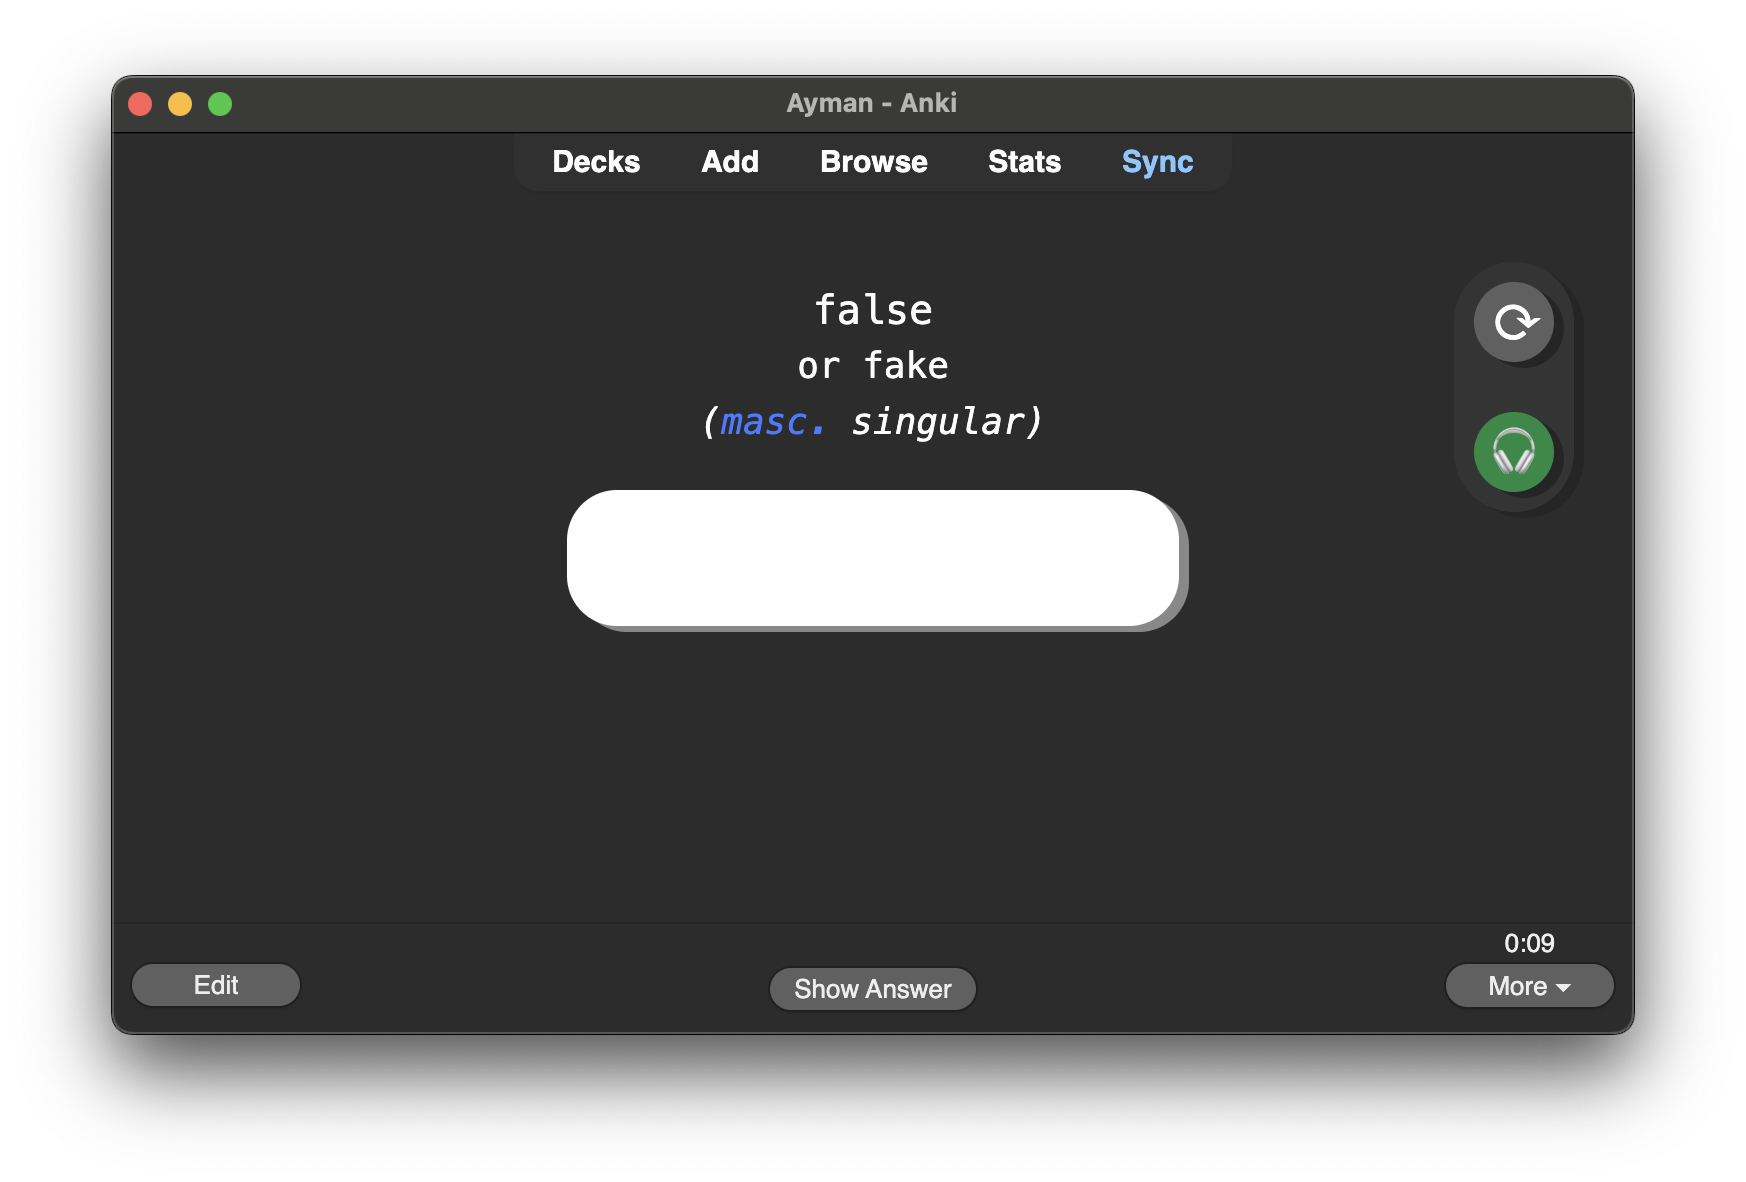 Ayman - Anki
Decks Add Browse Stats Sync
false
or fake
(masc. singular)
0:09
Edit Show Answer More